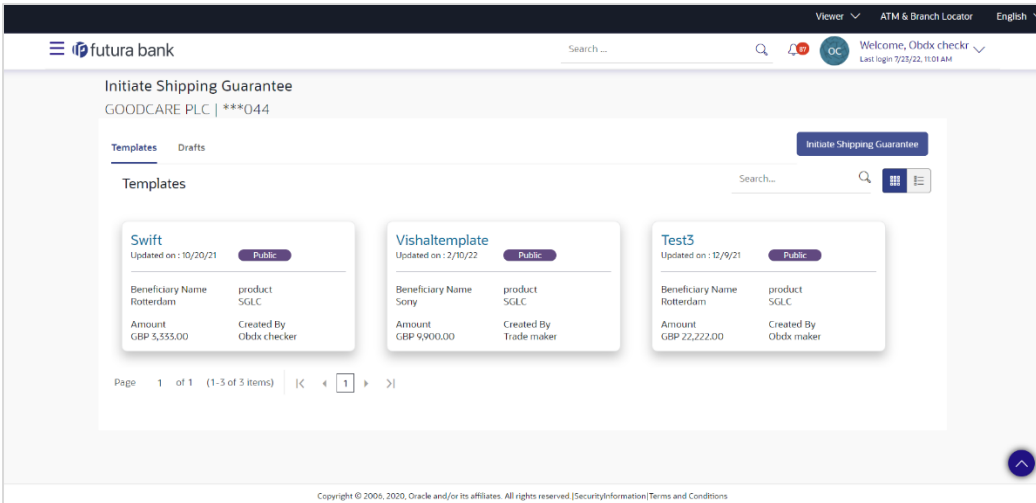 Viewer ATM & Branch Locator English
futura bank Search ... 87 OC Welcome, Obdx checkr
Last login 7/23/22, 11:01 AM
Initiate Shipping Guarantee
GOODCARE PLC | ***044
Templates Drafts Initiate Shipping Guarantee
Templates Search...
Swift Vishaltemplate Test3
Updated on : 10/20/21 Public Updated on : 2/10/22 Public Updated on : 12/9/21 Public
Beneficiary Name product Beneficiary Name product Beneficiary Name product
Rotterdam SGLC Sony SGLC Rotterdam SGLC
Amount Created By Amount Created By Amount Created By
GBP 3,333.00 Obdx checker GBP 9,900.00 Trade maker GBP 22,222.00 Obdx maker
Page 1 of 1 (1-3 of 3 items) 1
Copyright © 2006, 2020, Oracle and/or its affiliates. All rights reserved.|SecurityInformation|Terms and Conditions